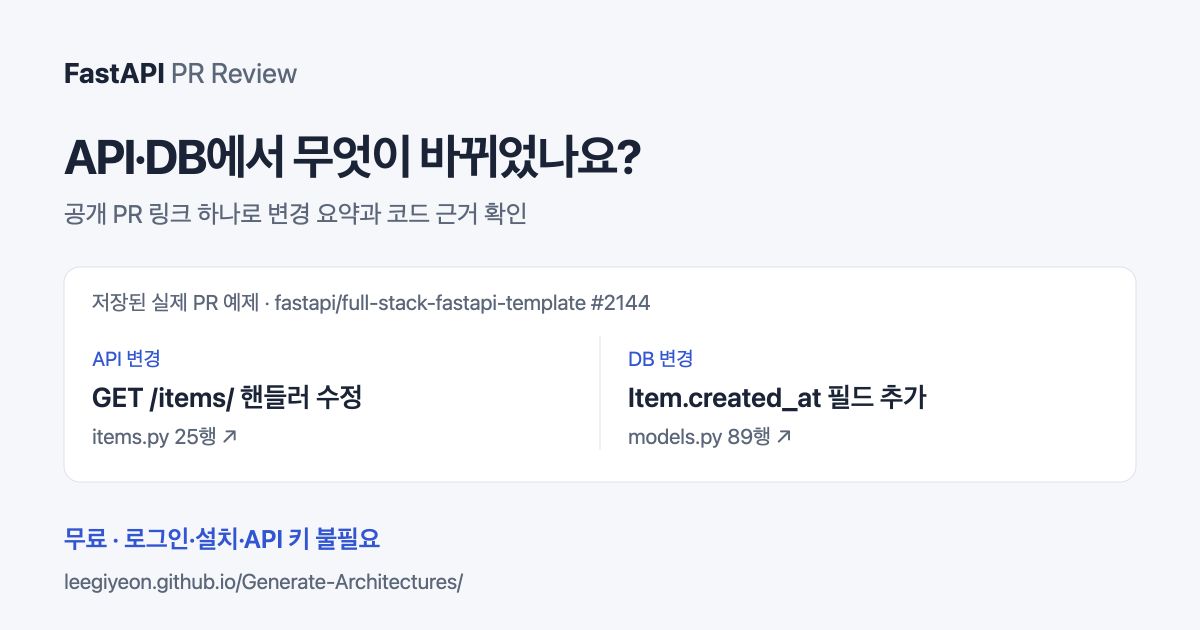 FastAPI PR Review
API·DB에서 무엇이 바뀌었나요?
공개 PR 링크 하나로 변경 요약과 코드 근거 확인
저장된 실제 PR 예제 · fastapi/full-stack-fastapi-template #2144
API 변경
GET /items/ 핸들러 수정
items.py 25행 ↗
DB 변경
Item.created_at 필드 추가
models.py 89행 ↗
무료 · 로그인·설치·API 키 불필요
leegiyeon.github.io/Generate-Architectures/